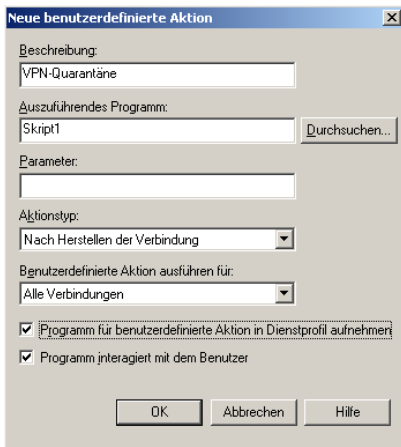 Neue benutzerdefinierte Aktion
Beschreibung:
VPN-Quarantäne
Auszuführendes Programm:
Skript1
Durchsuchen...
Parameter:
Aktionstyp:
Nach Herstellen der Verbindung
Benutzerdefinierte Aktion ausführen für:
Alle Verbindungen
Programm für benutzerdefinierte Aktion in Dienstprofil aufnehmen
Programm interagiert mit dem Benutzer
OK Abbrechen Hilfe